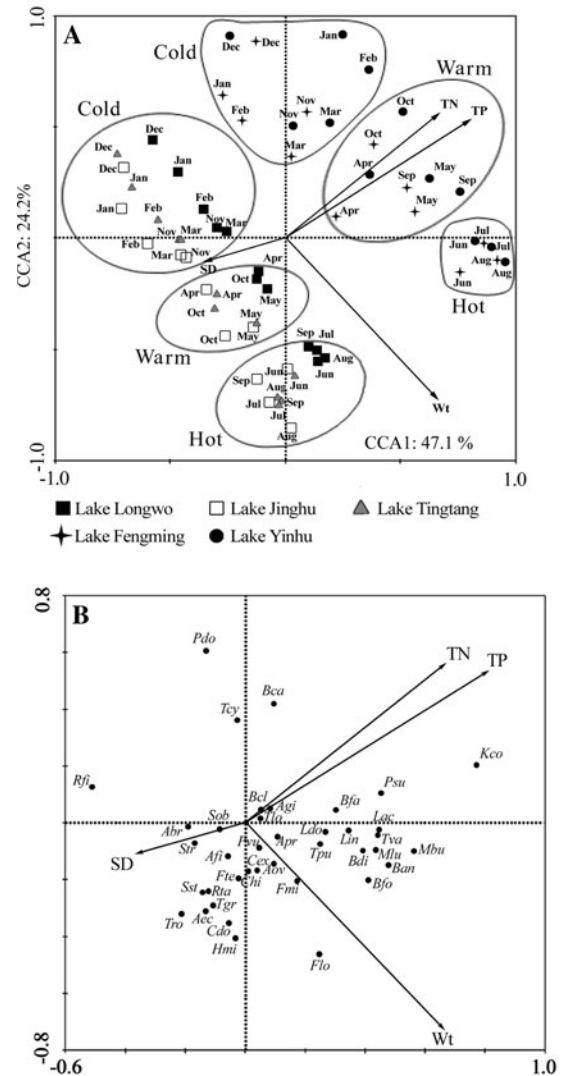 1.0
A
Dec
Dec
Jan
Feb
Cold
Jan
Feb
Nov
Nov
Mar
Mar
Warm
Oct
TN
TP
Oct
Apr
Sep
May
Sep
Apr
May
Cold
Dec
Dec
Dec
Jan
Jan
Jan
Feb
Feb
Nov
Nov
Mar
Mar
Feb
Mar
Nov
SD
Jul
Jun
Jul
Aug
Jun
Aug
Hot
Apr
Apr
Apr
Oct
May
Oct
May
Oct
Warm
Sep
Jul
Aug
Jun
Jun
Sep
Jun
Aug
Sep
Jul
Jul
Aug
Hot
Wt
CCA2: 24.2%
CCA1: 47.1 %
-1.0
-1.0
1.0
Lake Longwo
Lake Jinghu
Lake Tingtang
Lake Fengming
Lake Yinhu
0.8
B
Pdo
TN
TP
Tcy
Bca
Kco
Rfi
Psu
Bcl
Agi
Bfa
Tlo
Abr
Sob
Pvu
Apr
Ldo
Lin
Lac
Tva
Str
Tpu
SD
Afi
Cex
Aov
Bdi
Mlu
Mbu
Ban
Fte
Chi
Fmi
Bfo
Sst
Rta
Tgr
Tro
Aec
Cdo
Hmi
Flo
Wt
-0.8
-0.6
1.0